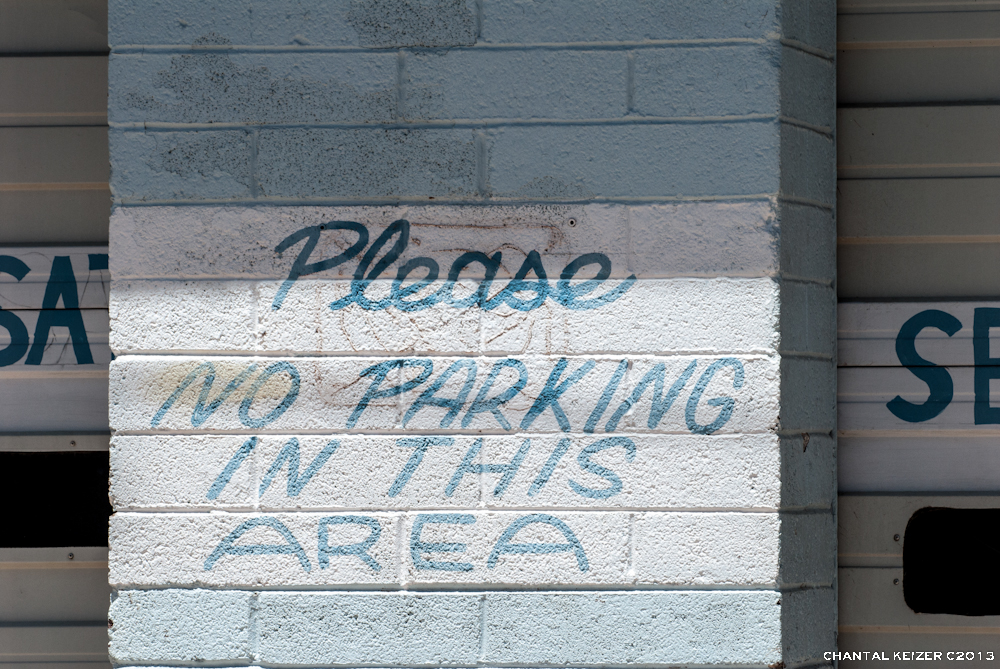 Please
NO PARKING
IN THIS
AREA
SA
SE
CHANTAL KEIZER C2013